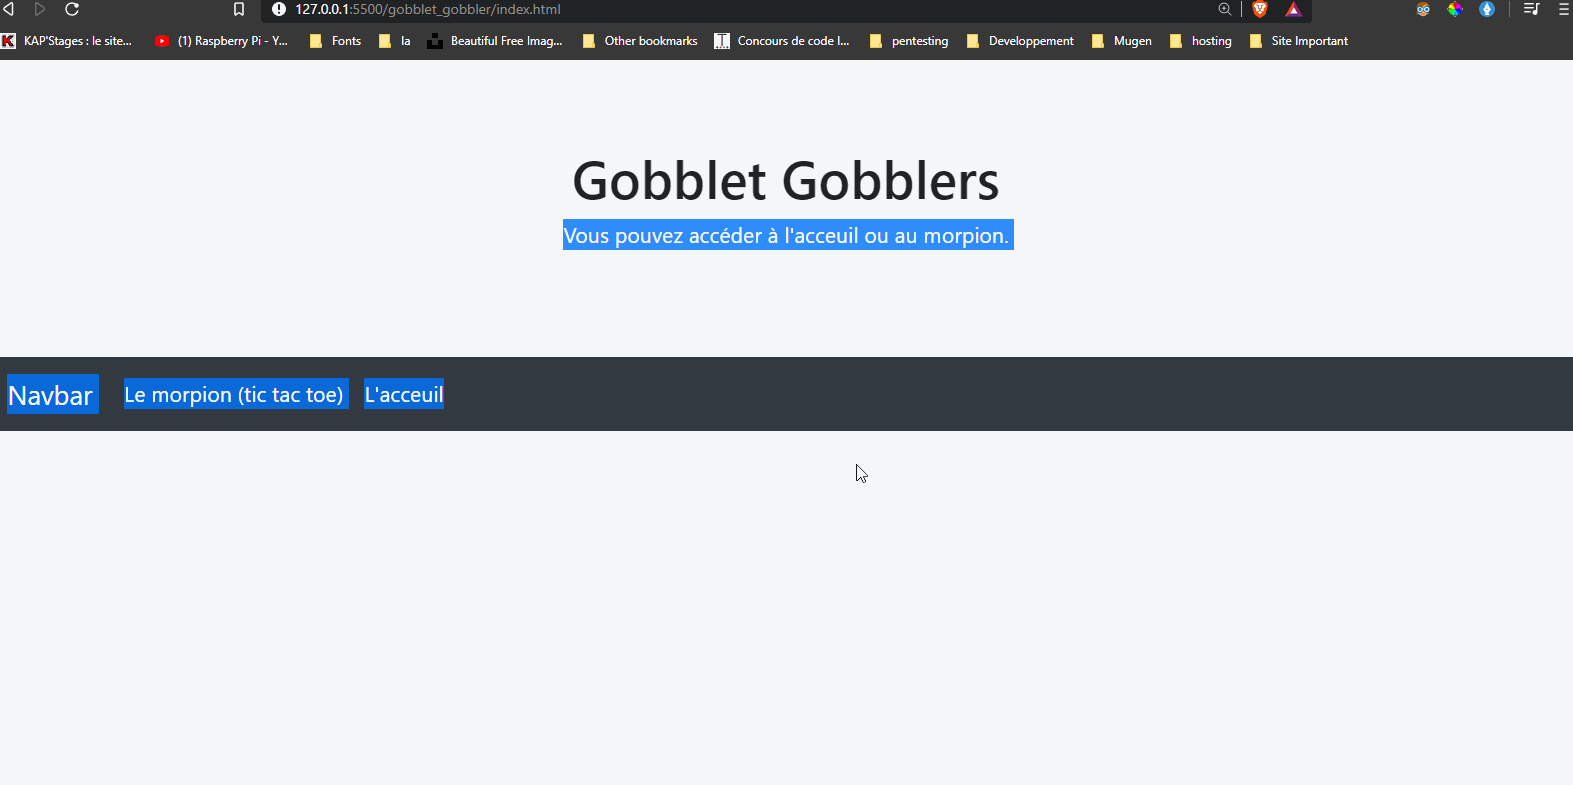 127.0.0.1:5500/gobblet_gobbler/index.html
KAP'Stages : le site... (1) Raspberry Pi - Y... Fonts Ia Beautiful Free Imag... Other bookmarks Concours de code I... pentesting Developpement Mugen hosting Site Important
Gobblet Gobblers
Vous pouvez accéder à l'acceuil ou au morpion.
Navbar Le morpion (tic tac toe) L'acceuil